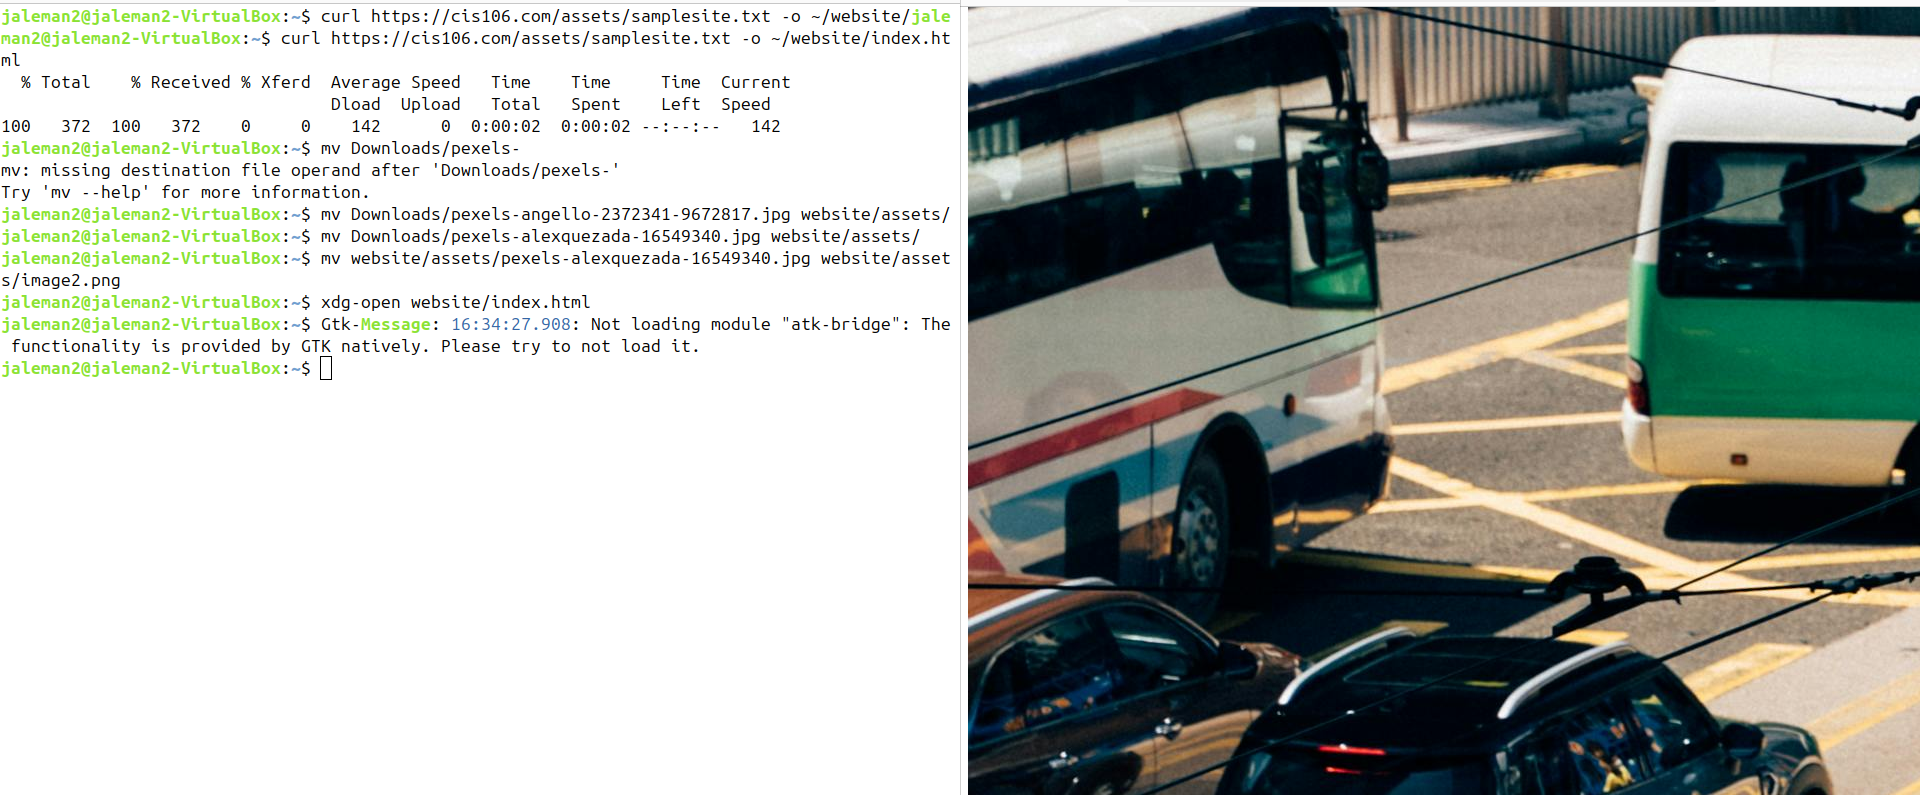 jaleman2@jaleman2-VirtualBox:~$ curl https://cis106.com/assets/samplesite.txt -o ~/website/jale
man2@jaleman2-VirtualBox:~$ curl https://cis106.com/assets/samplesite.txt -o ~/website/index.ht
ml
  % Total    % Received % Xferd  Average Speed   Time    Time     Time  Current
                                 Dload  Upload   Total   Spent    Left  Speed
100   372  100   372    0     0    142      0  0:00:02  0:00:02 --:--:--   142
jaleman2@jaleman2-VirtualBox:~$ mv Downloads/pexels-
mv: missing destination file operand after 'Downloads/pexels-'
Try 'mv --help' for more information.
jaleman2@jaleman2-VirtualBox:~$ mv Downloads/pexels-angello-2372341-9672817.jpg website/assets/
jaleman2@jaleman2-VirtualBox:~$ mv Downloads/pexels-alexquezada-16549340.jpg website/assets/
jaleman2@jaleman2-VirtualBox:~$ mv website/assets/pexels-alexquezada-16549340.jpg website/asset
s/image2.png
jaleman2@jaleman2-VirtualBox:~$ xdg-open website/index.html
jaleman2@jaleman2-VirtualBox:~$ Gtk-Message: 16:34:27.908: Not loading module "atk-bridge": The
 functionality is provided by GTK natively. Please try to not load it.
jaleman2@jaleman2-VirtualBox:~$